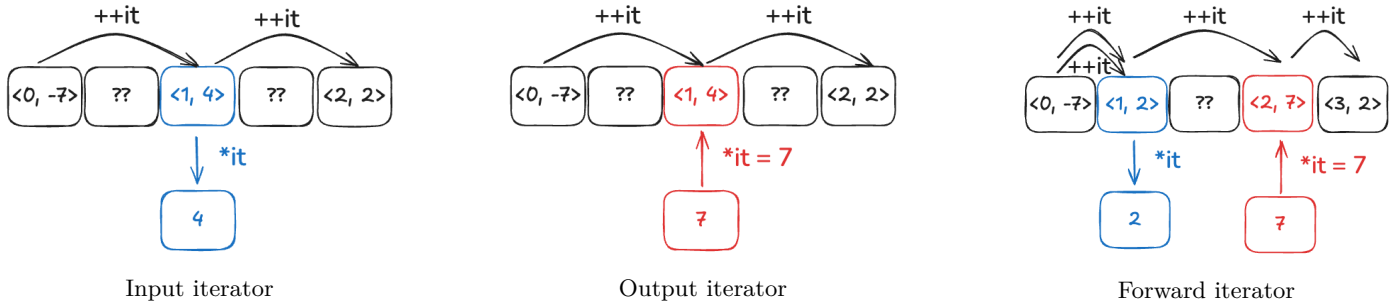 ++it ++it
<0, -7> ?? <1, 4> ?? <2, 2>
*it
4
Input iterator
++it ++it
<0, -7> ?? <1, 4> ?? <2, 2>
*it = 7
7
Output iterator
++it ++it ++it
++it
<0, -7> <1, 2> ?? <2, 7> <3, 2>
*it *it = 7
2 7
Forward iterator